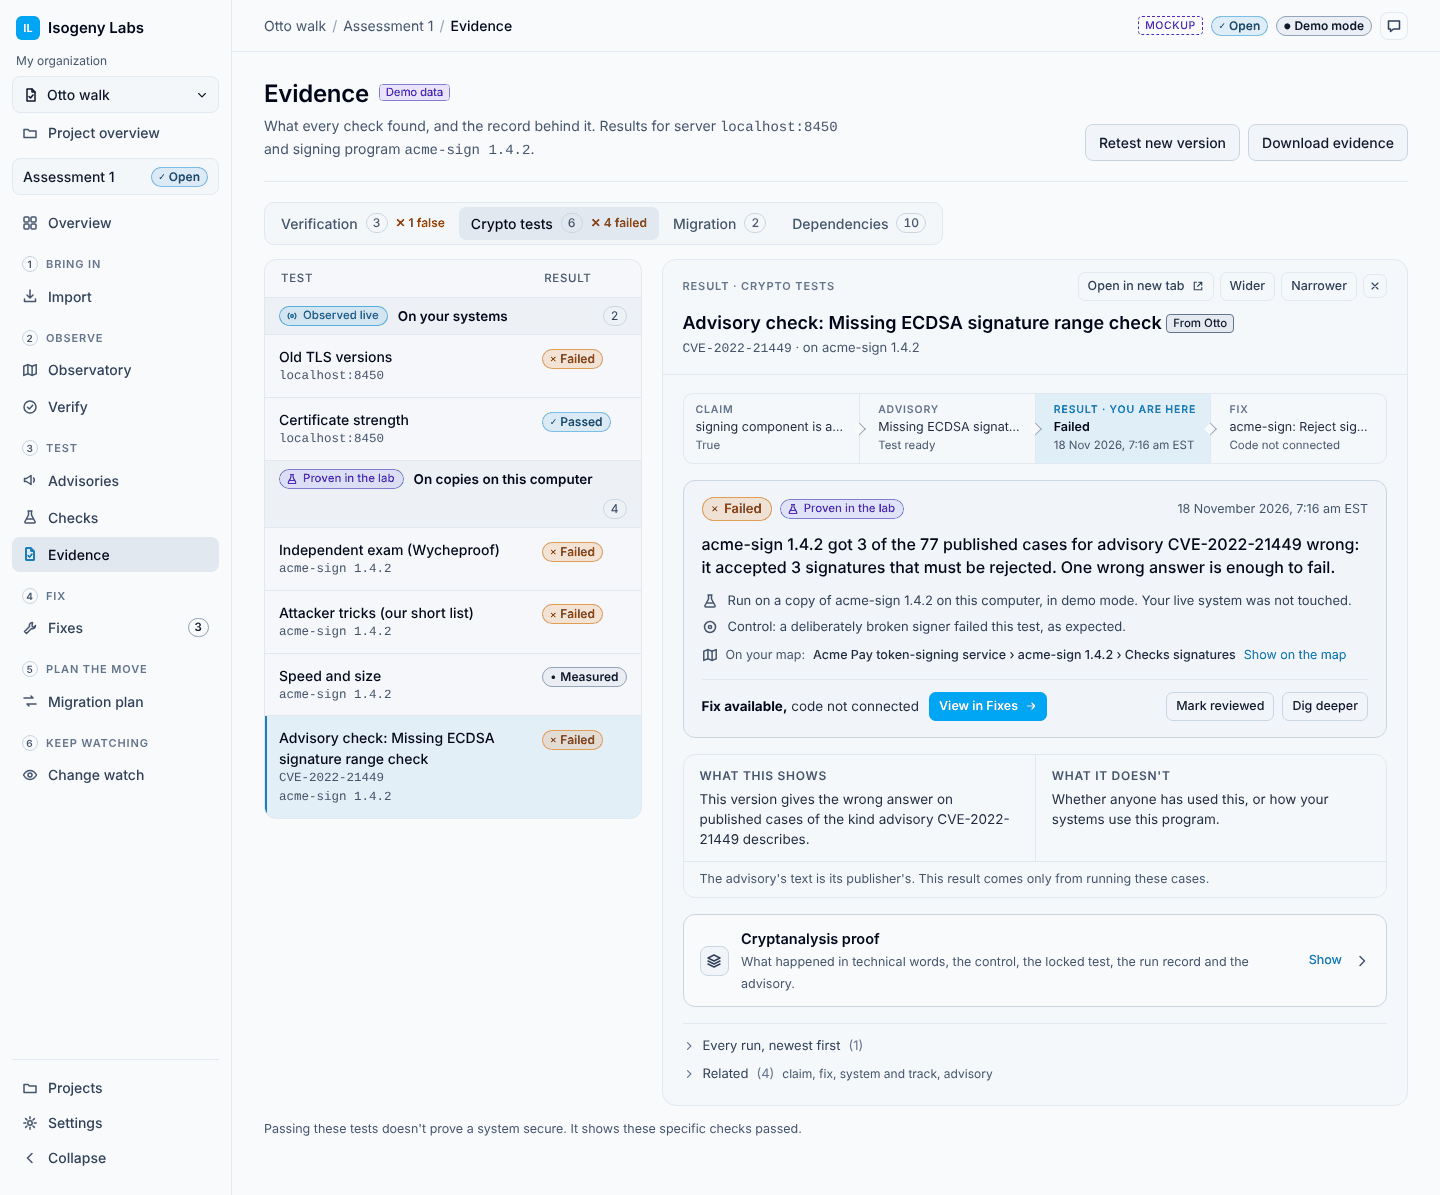 IL Isogeny Labs
My organization
Otto walk
Project overview
Assessment 1 ✓ Open
Overview
1 BRING IN
Import
2 OBSERVE
Observatory
Verify
3 TEST
Advisories
Checks
Evidence
4 FIX
Fixes 3
5 PLAN THE MOVE
Migration plan
6 KEEP WATCHING
Change watch
Projects
Settings
Collapse
Otto walk / Assessment 1 / Evidence
MOCKUP ✓ Open • Demo mode
Evidence Demo data
What every check found, and the record behind it. Results for server localhost:8450
and signing program acme-sign 1.4.2.
Retest new version Download evidence
Verification 3 ✕ 1 false Crypto tests 6 ✕ 4 failed Migration 2 Dependencies 10
TEST RESULT
Observed live On your systems 2
Old TLS versions × Failed
localhost:8450
Certificate strength ✓ Passed
localhost:8450
Proven in the lab On copies on this computer
4
Independent exam (Wycheproof) × Failed
acme-sign 1.4.2
Attacker tricks (our short list) × Failed
acme-sign 1.4.2
Speed and size • Measured
acme-sign 1.4.2
Advisory check: Missing ECDSA × Failed
signature range check
CVE-2022-21449
acme-sign 1.4.2
RESULT · CRYPTO TESTS Open in new tab Wider Narrower ✕
Advisory check: Missing ECDSA signature range check From Otto
CVE-2022-21449 · on acme-sign 1.4.2
CLAIM
signing component is a…
True
ADVISORY
Missing ECDSA signat…
Test ready
RESULT · YOU ARE HERE
Failed
18 Nov 2026, 7:16 am EST
FIX
acme-sign: Reject sig…
Code not connected
× Failed Proven in the lab 18 November 2026, 7:16 am EST
acme-sign 1.4.2 got 3 of the 77 published cases for advisory CVE-2022-21449 wrong:
it accepted 3 signatures that must be rejected. One wrong answer is enough to fail.
Run on a copy of acme-sign 1.4.2 on this computer, in demo mode. Your live system was not touched.
Control: a deliberately broken signer failed this test, as expected.
On your map: Acme Pay token-signing service › acme-sign 1.4.2 › Checks signatures Show on the map
Fix available, code not connected View in Fixes → Mark reviewed Dig deeper
WHAT THIS SHOWS
This version gives the wrong answer on
published cases of the kind advisory CVE-2022-
21449 describes.
WHAT IT DOESN'T
Whether anyone has used this, or how your
systems use this program.
The advisory's text is its publisher's. This result comes only from running these cases.
Cryptanalysis proof
What happened in technical words, the control, the locked test, the run record and the
advisory.
Show
Every run, newest first (1)
Related (4) claim, fix, system and track, advisory
Passing these tests doesn't prove a system secure. It shows these specific checks passed.